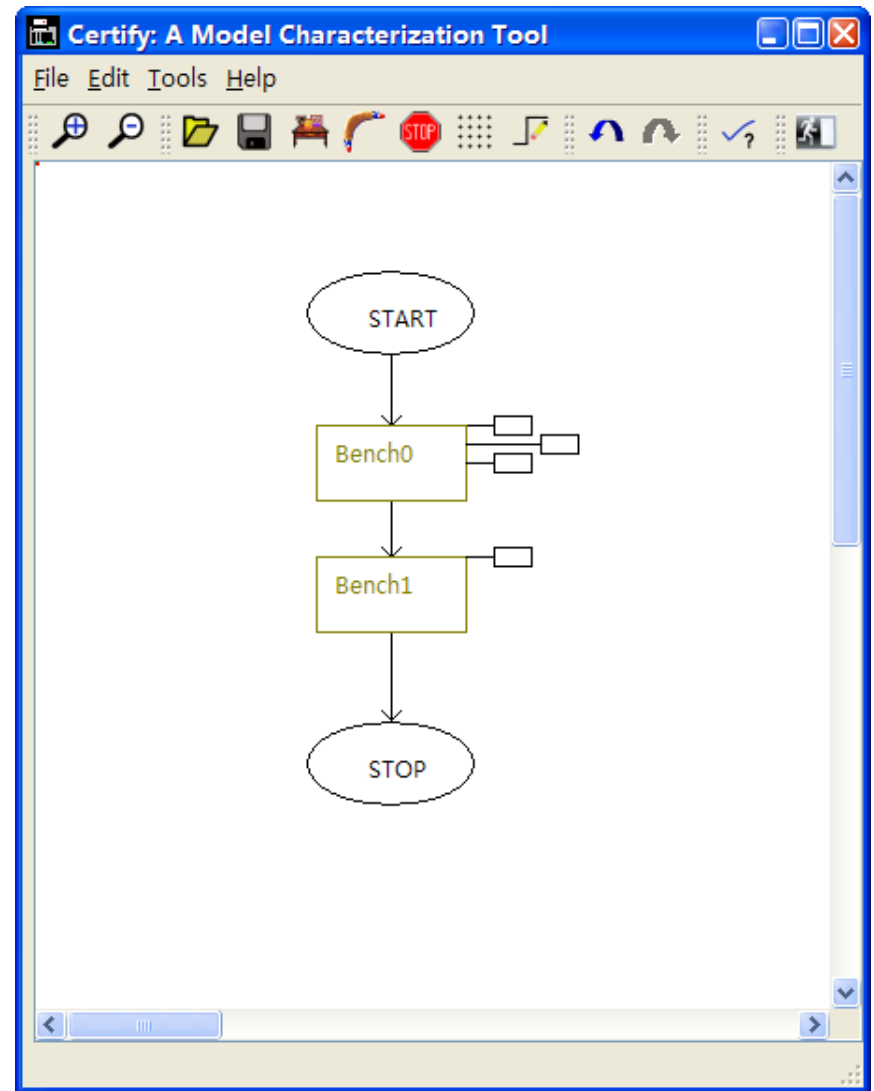 Certify: A Model Characterization Tool
File Edit Tools Help
STOP
?
START
Bench0
Bench1
STOP